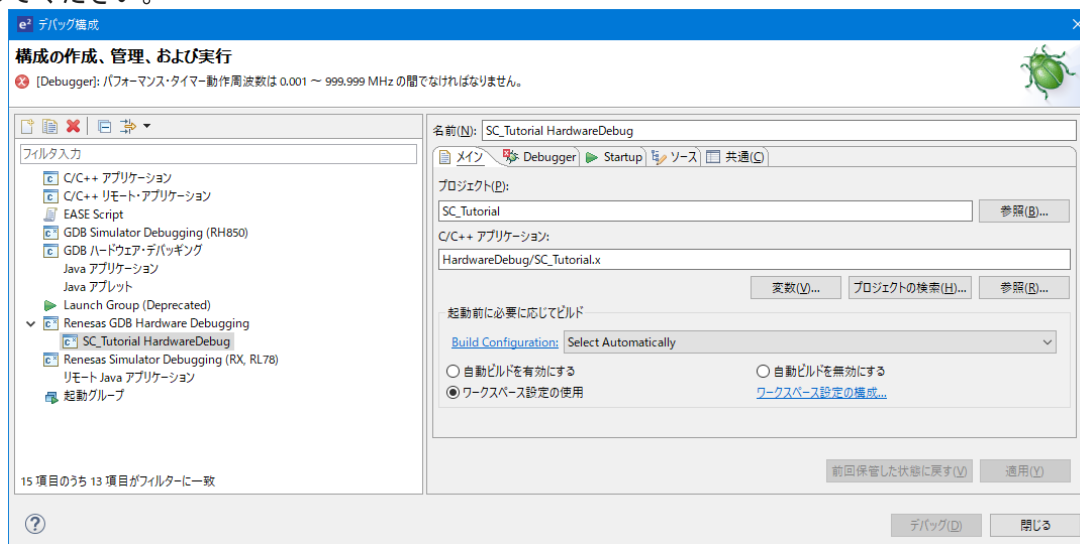 てください。
e² デバッグ構成
構成の作成、管理、および実行
[Debugger]: パフォーマンス・タイマー動作周波数は 0.001 ～ 999.999 MHz の間でなければなりません。
フィルタ入力
C/C++ アプリケーション
C/C++ リモート・アプリケーション
EASE Script
GDB Simulator Debugging (RH850)
GDB ハードウェア・デバッギング
Java アプリケーション
Java アプレット
Launch Group (Deprecated)
Renesas GDB Hardware Debugging
SC_Tutorial HardwareDebug
Renesas Simulator Debugging (RX, RL78)
リモート Java アプリケーション
起動グループ
15 項目のうち 13 項目がフィルターに一致
名前(N): SC_Tutorial HardwareDebug
メイン Debugger Startup ソース 共通(C)
プロジェクト(P):
SC_Tutorial 参照(B)...
C/C++ アプリケーション:
HardwareDebug/SC_Tutorial.x
変数(V)... プロジェクトの検索(H)... 参照(R)...
起動前に必要に応じてビルド
Build Configuration: Select Automatically
自動ビルドを有効にする 自動ビルドを無効にする
ワークスペース設定の使用 ワークスペース設定の構成...
前回保管した状態に戻す(V) 適用(Y)
デバッグ(D) 閉じる